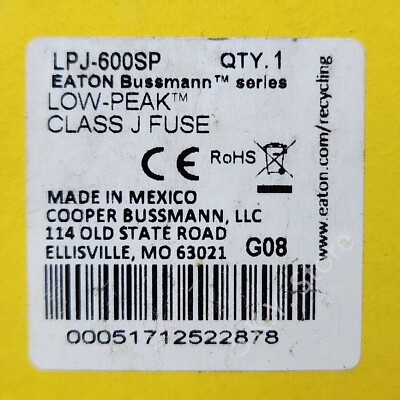 LPJ-600SP QTY.1
EATON Bussmann™ series
LOW-PEAK™
CLASS J FUSE
CE RoHS
www.eaton.com/recycling
MADE IN MEXICO
COOPER BUSSMANN, LLC
114 OLD STATE ROAD
ELLISVILLE, MO 63021 G08
00051712522878
Store